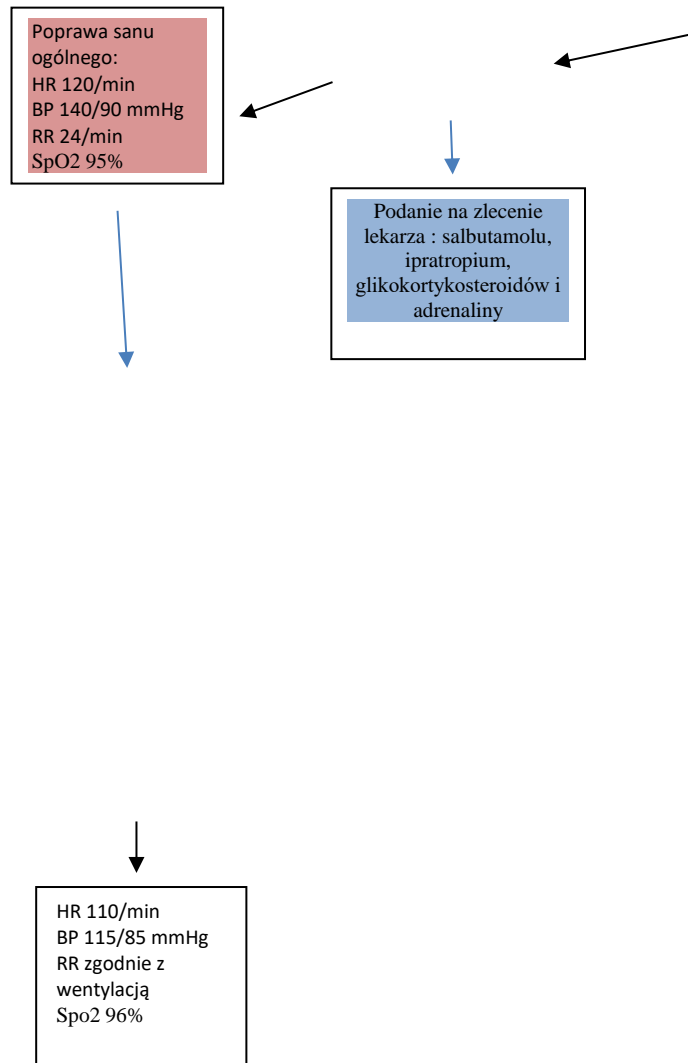 Poprawa sanu
ogólnego:
HR 120/min
BP 140/90 mmHg
RR 24/min
SpO2 95%
Podanie na zlecenie
lekarza : salbutamolu,
ipratropium,
glikokortykosteroidów i
adrenaliny
HR 110/min
BP 115/85 mmHg
RR zgodnie z
wentylacją
Spo2 96%